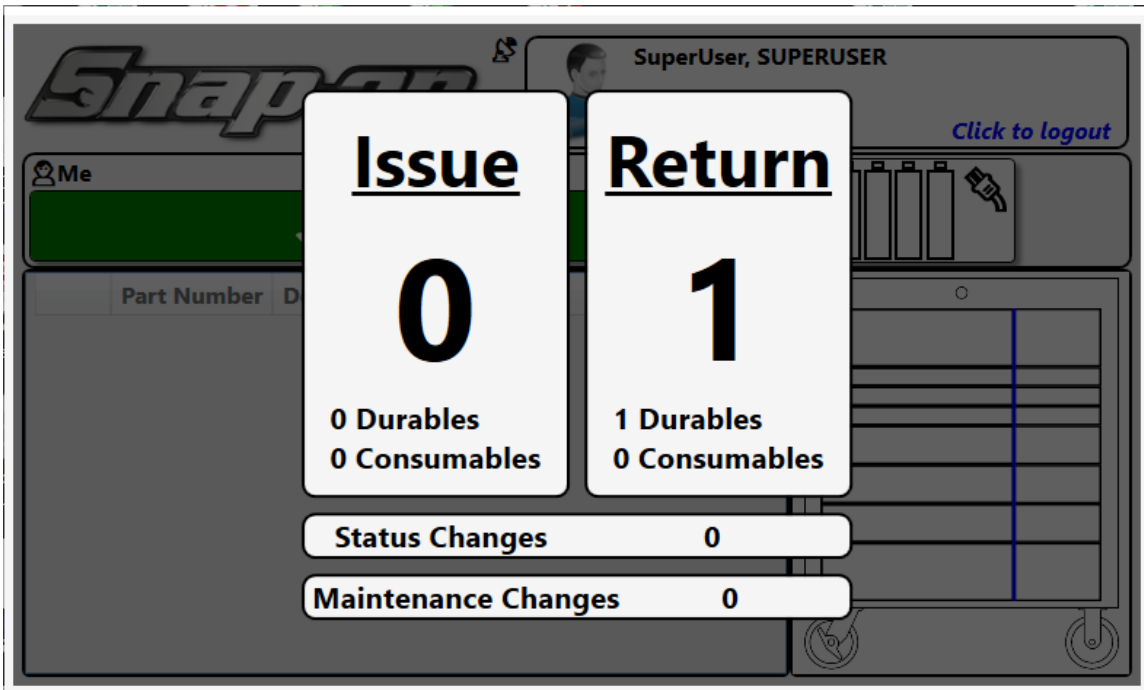 Snap-on
SuperUser, SUPERUSER
Click to logout
Me
Issue
0
0 Durables
0 Consumables
Return
1
1 Durables
0 Consumables
Part Number
Status Changes 0
Maintenance Changes 0